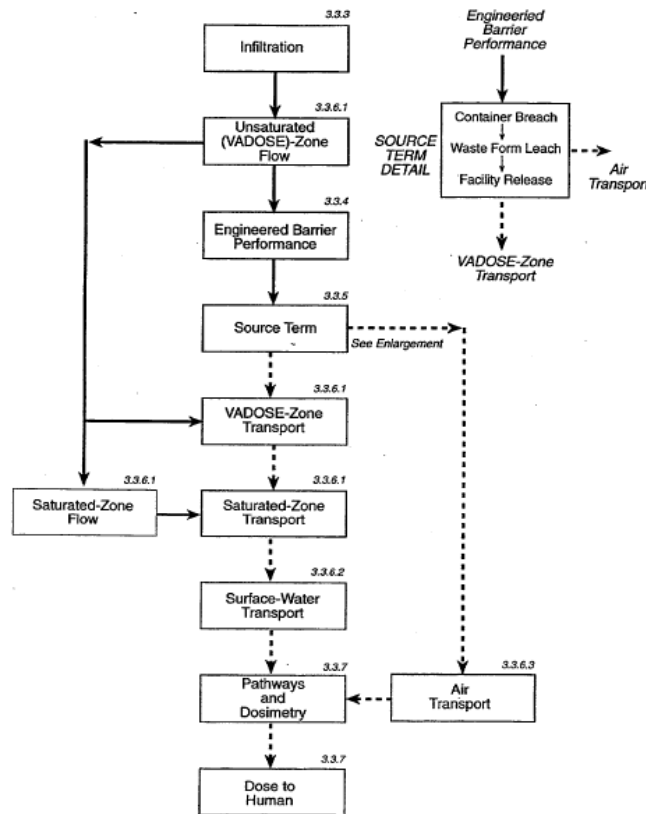 3.3.3
Infiltration
3.3.6.1
Unsaturated
(VADOSE)-Zone
Flow
3.3.4
Engineered Barrier
Performance
3.3.5
Source Term
See Enlargement
3.3.6.1
VADOSE-Zone
Transport
3.3.6.1
Saturated-Zone
Flow
3.3.6.1
Saturated-Zone
Transport
3.3.6.2
Surface-Water
Transport
3.3.7
Pathways
and
Dosimetry
3.3.6.3
Air
Transport
3.3.7
Dose to
Human
Engineeried
Barrier
Performance
SOURCE
TERM
DETAIL
Container Breach
Waste Form Leach
Facility Release
Air
Transport
VADOSE-Zone
Transport